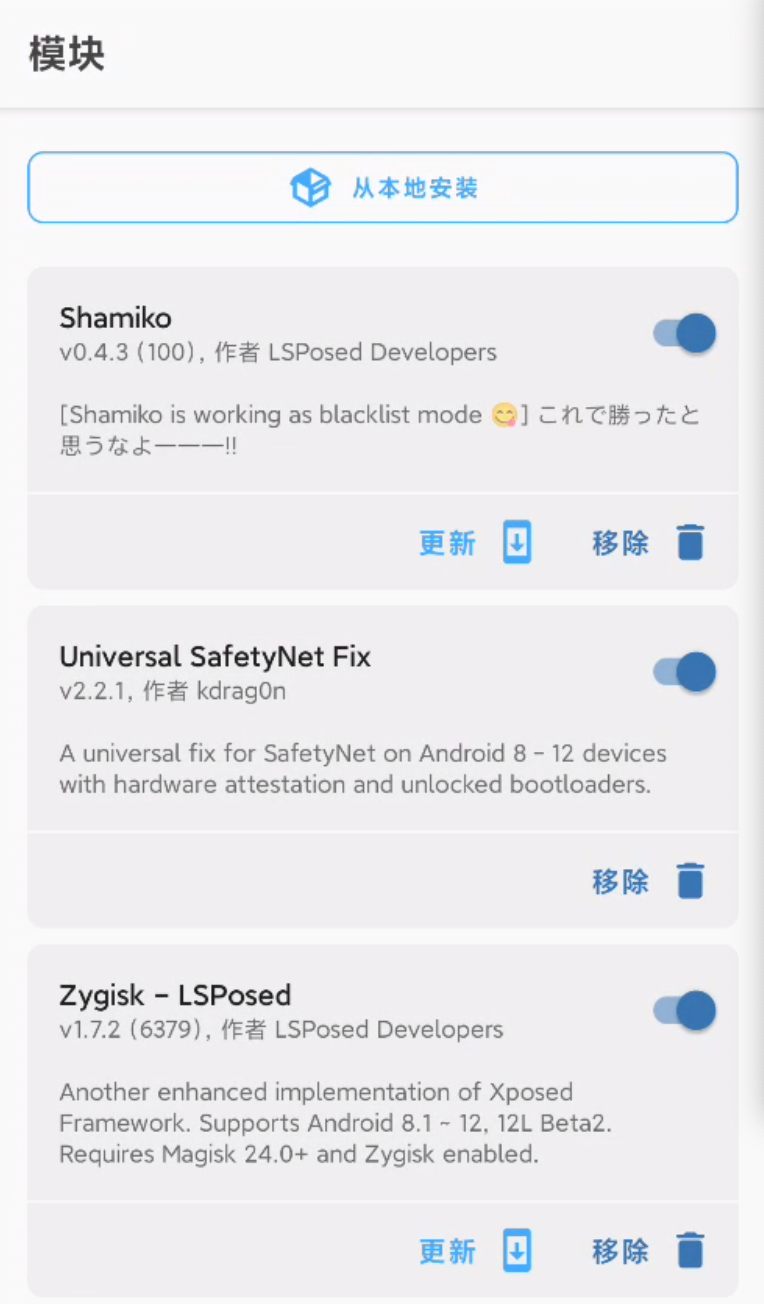 模块
从本地安装
Shamiko
v0.4.3 (100), 作者 LSPosed Developers
[Shamiko is working as blacklist mode 😋] これで勝ったと
思うなよ———!!
更新 移除
Universal SafetyNet Fix
v2.2.1, 作者 kdrag0n
A universal fix for SafetyNet on Android 8 – 12 devices
with hardware attestation and unlocked bootloaders.
移除
Zygisk – LSPosed
v1.7.2 (6379), 作者 LSPosed Developers
Another enhanced implementation of Xposed
Framework. Supports Android 8.1 ~ 12, 12L Beta2.
Requires Magisk 24.0+ and Zygisk enabled.
更新 移除